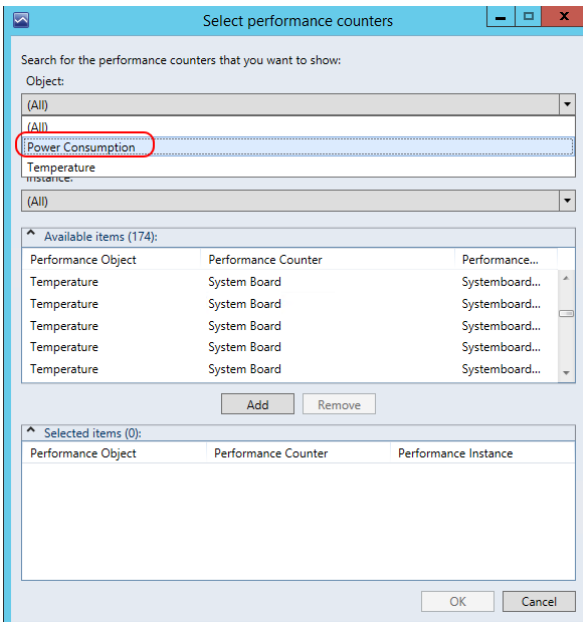 Select performance counters
Search for the performance counters that you want to show:
Object:
(All)
(All)
Power Consumption
Temperature
Instance:
(All)
Available items (174):
Performance Object Performance Counter Performance...
Temperature System Board Systemboard...
Temperature System Board Systemboard...
Temperature System Board Systemboard...
Temperature System Board Systemboard...
Temperature System Board Systemboard...
Add Remove
Selected items (0):
Performance Object Performance Counter Performance Instance
OK Cancel